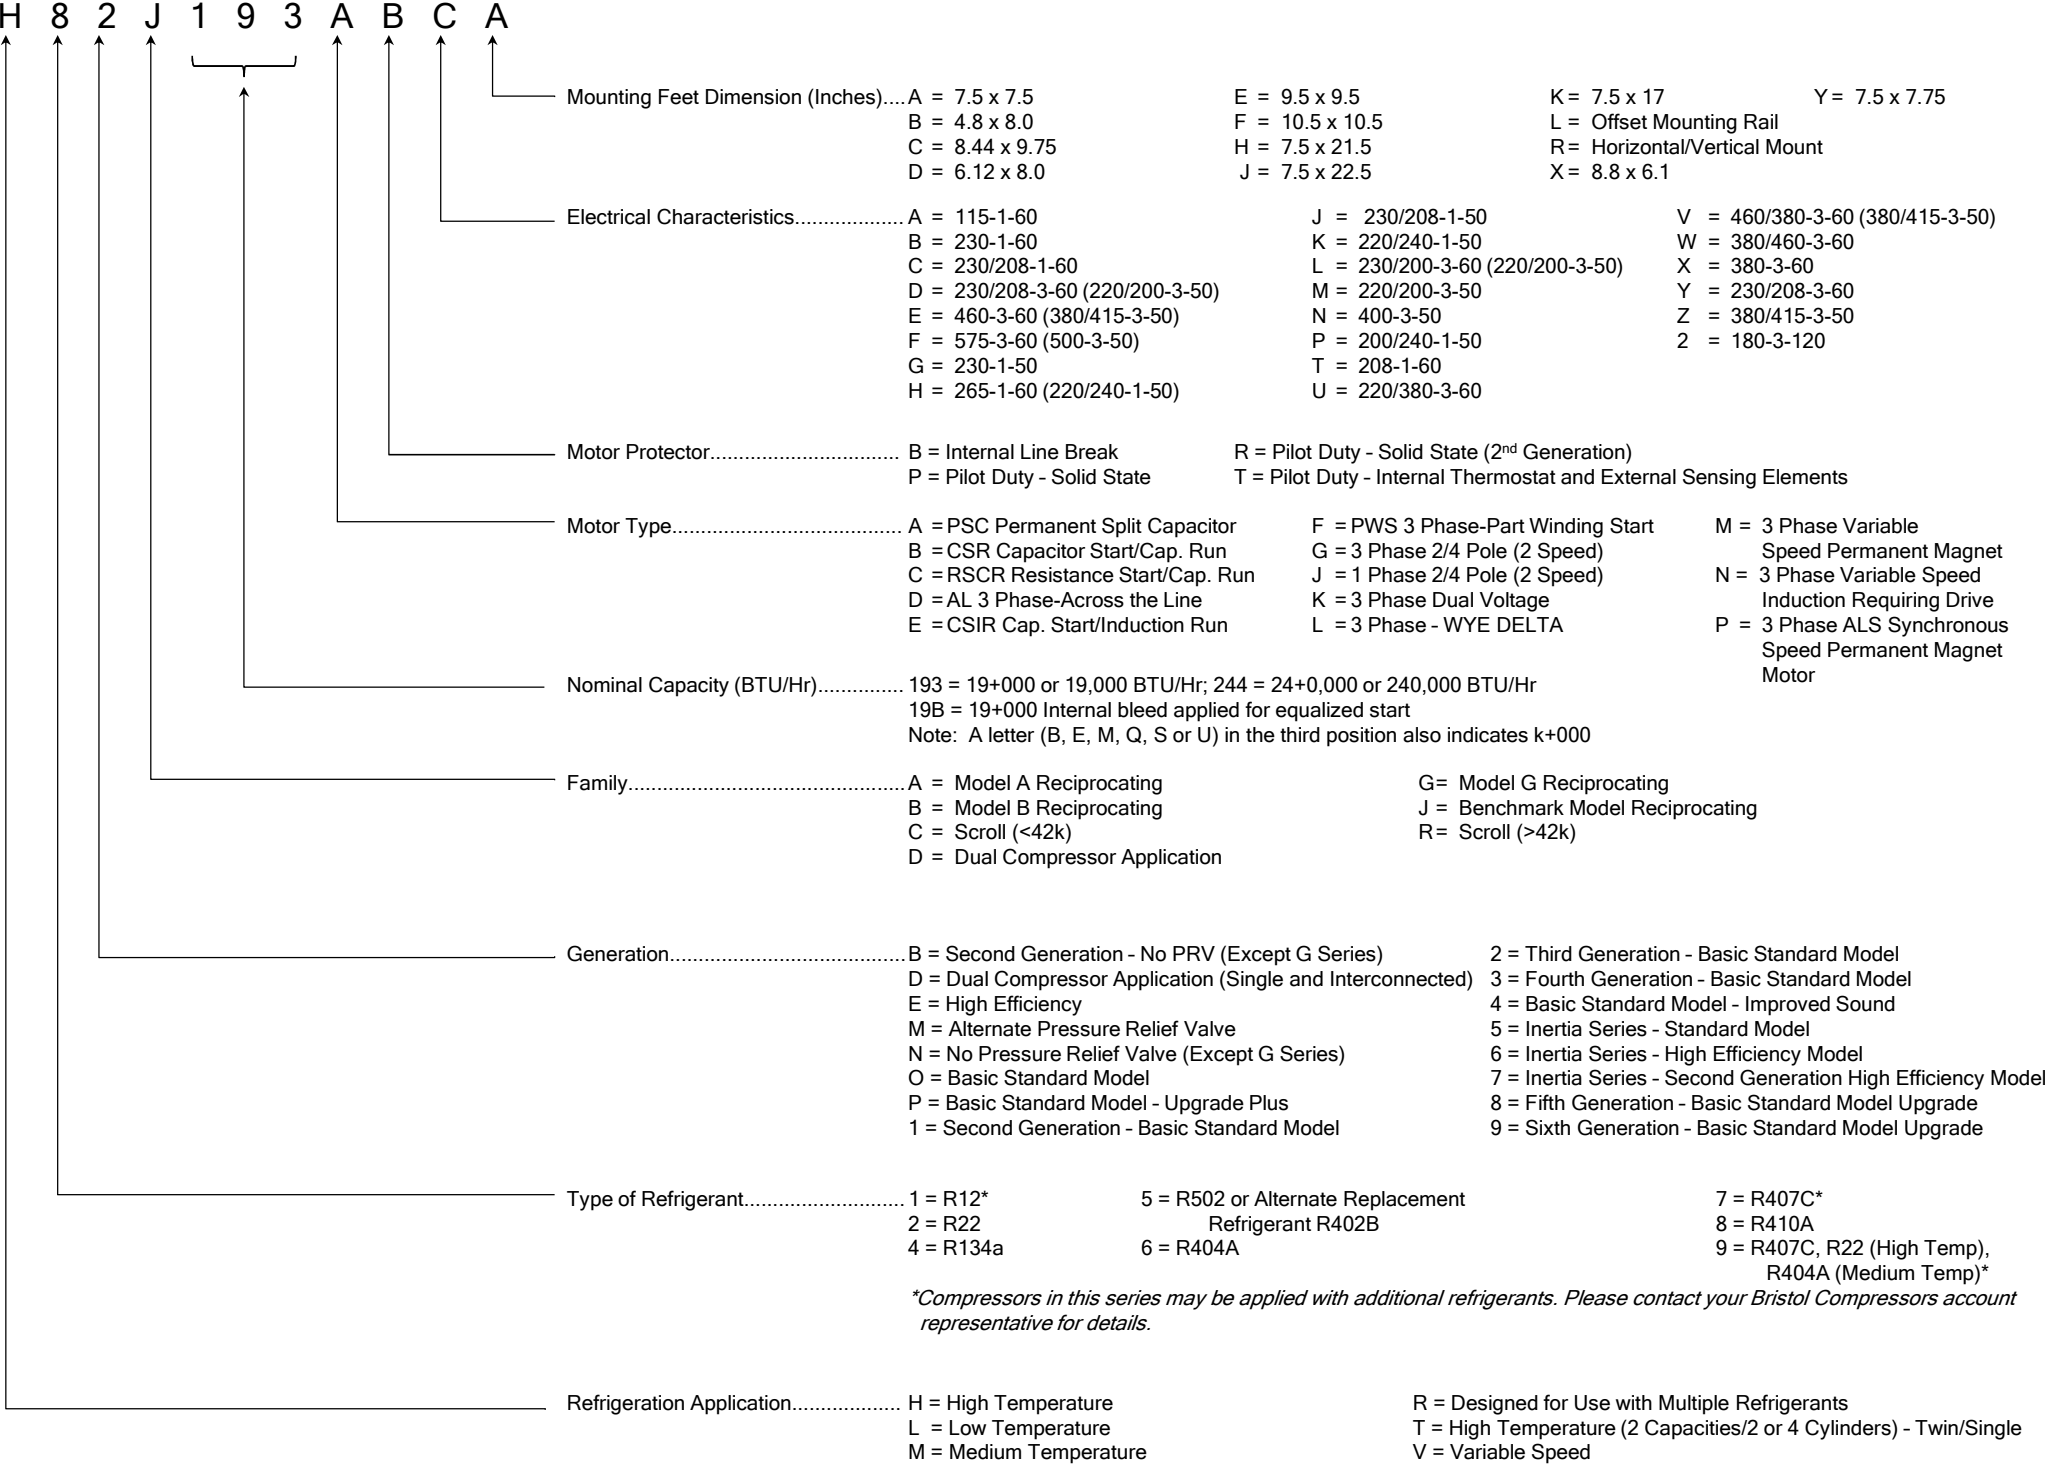 H 8 2 J 1 9 3 A B C A
Mounting Feet Dimension (Inches)....A = 7.5 x 7.5 E = 9.5 x 9.5 K = 7.5 x 17 Y = 7.5 x 7.75
B = 4.8 x 8.0 F = 10.5 x 10.5 L = Offset Mounting Rail
C = 8.44 x 9.75 H = 7.5 x 21.5 R = Horizontal/Vertical Mount
D = 6.12 x 8.0 J = 7.5 x 22.5 X = 8.8 x 6.1
Electrical Characteristics...................A = 115-1-60 J = 230/208-1-50 V = 460/380-3-60 (380/415-3-50)
B = 230-1-60 K = 220/240-1-50 W = 380/460-3-60
C = 230/208-1-60 L = 230/200-3-60 (220/200-3-50) X = 380-3-60
D = 230/208-3-60 (220/200-3-50) M = 220/200-3-50 Y = 230/208-3-60
E = 460-3-60 (380/415-3-50) N = 400-3-50 Z = 380/415-3-50
F = 575-3-60 (500-3-50) P = 200/240-1-50 2 = 180-3-120
G = 230-1-50 T = 208-1-60
H = 265-1-60 (220/240-1-50) U = 220/380-3-60
Motor Protector................................. B = Internal Line Break R = Pilot Duty - Solid State (2nd Generation)
P = Pilot Duty - Solid State T = Pilot Duty - Internal Thermostat and External Sensing Elements
Motor Type........................................ A = PSC Permanent Split Capacitor F = PWS 3 Phase-Part Winding Start M = 3 Phase Variable
B = CSR Capacitor Start/Cap. Run G = 3 Phase 2/4 Pole (2 Speed) Speed Permanent Magnet
C = RSCR Resistance Start/Cap. Run J = 1 Phase 2/4 Pole (2 Speed) N = 3 Phase Variable Speed
D = AL 3 Phase-Across the Line K = 3 Phase Dual Voltage Induction Requiring Drive
E = CSIR Cap. Start/Induction Run L = 3 Phase - WYE DELTA P = 3 Phase ALS Synchronous
Speed Permanent Magnet
Motor
Nominal Capacity (BTU/Hr)............... 193 = 19+000 or 19,000 BTU/Hr; 244 = 24+0,000 or 240,000 BTU/Hr
19B = 19+000 Internal bleed applied for equalized start
Note: A letter (B, E, M, Q, S or U) in the third position also indicates k+000
Family................................................A = Model A Reciprocating G= Model G Reciprocating
B = Model B Reciprocating J = Benchmark Model Reciprocating
C = Scroll (<42k) R= Scroll (>42k)
D = Dual Compressor Application
Generation.........................................B = Second Generation - No PRV (Except G Series) 2 = Third Generation - Basic Standard Model
D = Dual Compressor Application (Single and Interconnected) 3 = Fourth Generation - Basic Standard Model
E = High Efficiency 4 = Basic Standard Model - Improved Sound
M = Alternate Pressure Relief Valve 5 = Inertia Series - Standard Model
N = No Pressure Relief Valve (Except G Series) 6 = Inertia Series - High Efficiency Model
O = Basic Standard Model 7 = Inertia Series - Second Generation High Efficiency Model
P = Basic Standard Model - Upgrade Plus 8 = Fifth Generation - Basic Standard Model Upgrade
1 = Second Generation - Basic Standard Model 9 = Sixth Generation - Basic Standard Model Upgrade
Type of Refrigerant............................1 = R12* 5 = R502 or Alternate Replacement 7 = R407C*
2 = R22 Refrigerant R402B 8 = R410A
4 = R134a 6 = R404A 9 = R407C, R22 (High Temp),
R404A (Medium Temp)*
*Compressors in this series may be applied with additional refrigerants. Please contact your Bristol Compressors account
representative for details.
Refrigeration Application................... H = High Temperature R = Designed for Use with Multiple Refrigerants
L = Low Temperature T = High Temperature (2 Capacities/2 or 4 Cylinders) - Twin/Single
M = Medium Temperature V = Variable Speed